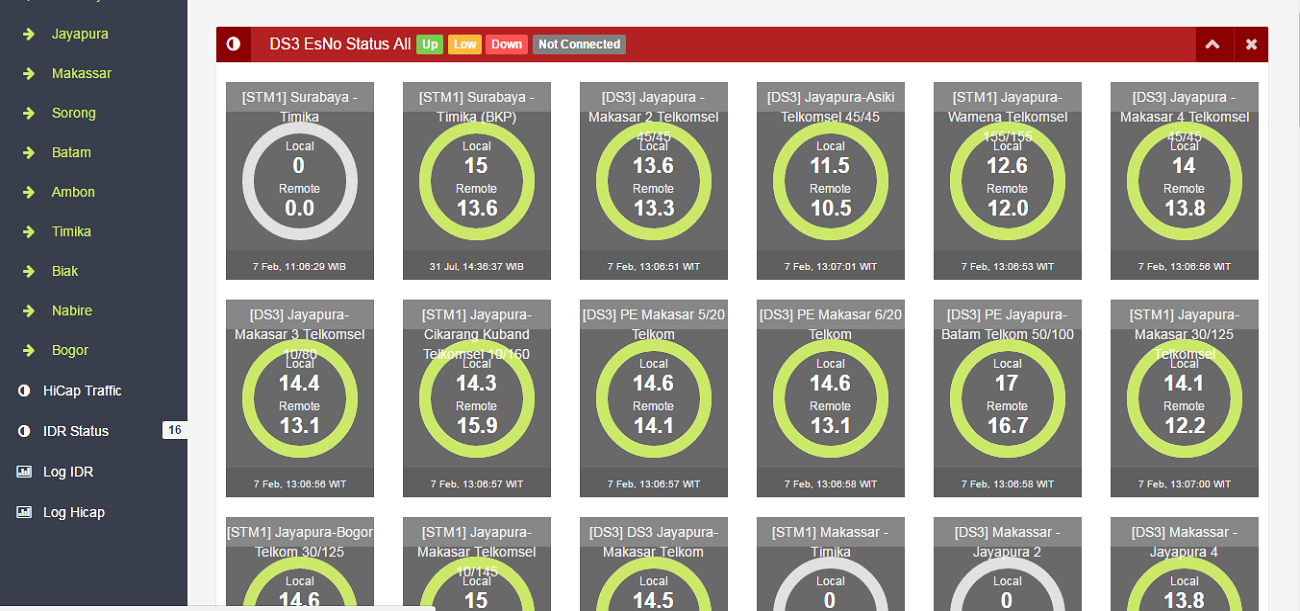 Jayapura
Makassar
Sorong
Batam
Ambon
Timika
Biak
Nabire
Bogor
HiCap Traffic
IDR Status 16
Log IDR
Log Hicap
DS3 EsNo Status All Up Low Down Not Connected
[STM1] Surabaya -
Timika
Local
0
Remote
0.0
7 Feb, 11:06:29 WIB
[STM1] Surabaya -
Timika (BKP)
Local
15
Remote
13.6
31 Jul, 14:36:37 WIB
[DS3] Jayapura -
Makasar 2 Telkomsel
45/45
Local
13.6
Remote
13.3
7 Feb, 13:06:51 WIT
[DS3] Jayapura-Asiki
Telkomsel 45/45
Local
11.5
Remote
10.5
7 Feb, 13:07:01 WIT
[STM1] Jayapura-
Wamena Telkomsel
155/155
Local
12.6
Remote
12.0
7 Feb, 13:06:53 WIT
[DS3] Jayapura -
Makasar 4 Telkomsel
45/45
Local
14
Remote
13.8
7 Feb, 13:06:56 WIT
[DS3] Jayapura-
Makasar 3 Telkomsel
10/80
Local
14.4
Remote
13.1
7 Feb, 13:06:56 WIT
[STM1] Jayapura-
Cikarang Kuband
Telkomsel 10/160
Local
14.3
Remote
15.9
7 Feb, 13:06:57 WIT
[DS3] PE Makasar 5/20
Telkom
Local
14.6
Remote
14.1
7 Feb, 13:06:57 WIT
[DS3] PE Makasar 6/20
Telkom
Local
14.6
Remote
13.1
7 Feb, 13:06:58 WIT
[DS3] PE Jayapura-
Batam Telkom 50/100
Local
17
Remote
16.7
7 Feb, 13:06:58 WIT
[STM1] Jayapura-
Makasar 30/125
Telkomsel
Local
14.1
Remote
12.2
7 Feb, 13:07:00 WIT
[STM1] Jayapura-Bogor
Telkom 30/125
Local
14.6
[STM1] Jayapura-
Makasar Telkomsel
10/145
Local
15
[DS3] DS3 Jayapura-
Makasar Telkom
Local
14.5
[STM1] Makassar -
Timika
Local
0
[DS3] Makassar -
Jayapura 2
Local
0
[DS3] Makassar -
Jayapura 4
Local
13.8